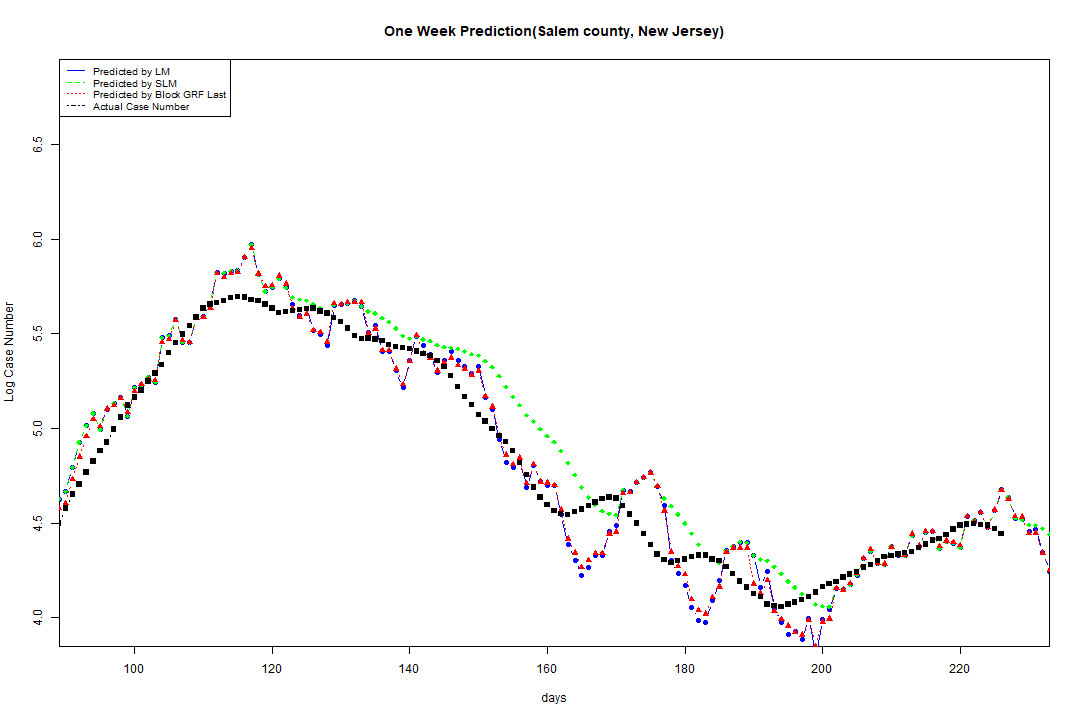 One Week Prediction(Salem county, New Jersey)
Predicted by LM
Predicted by SLM
Predicted by Block GRF Last
Actual Case Number
Log Case Number
6.5
6.0
5.5
5.0
4.5
4.0
100 120 140 160 180 200 220
days